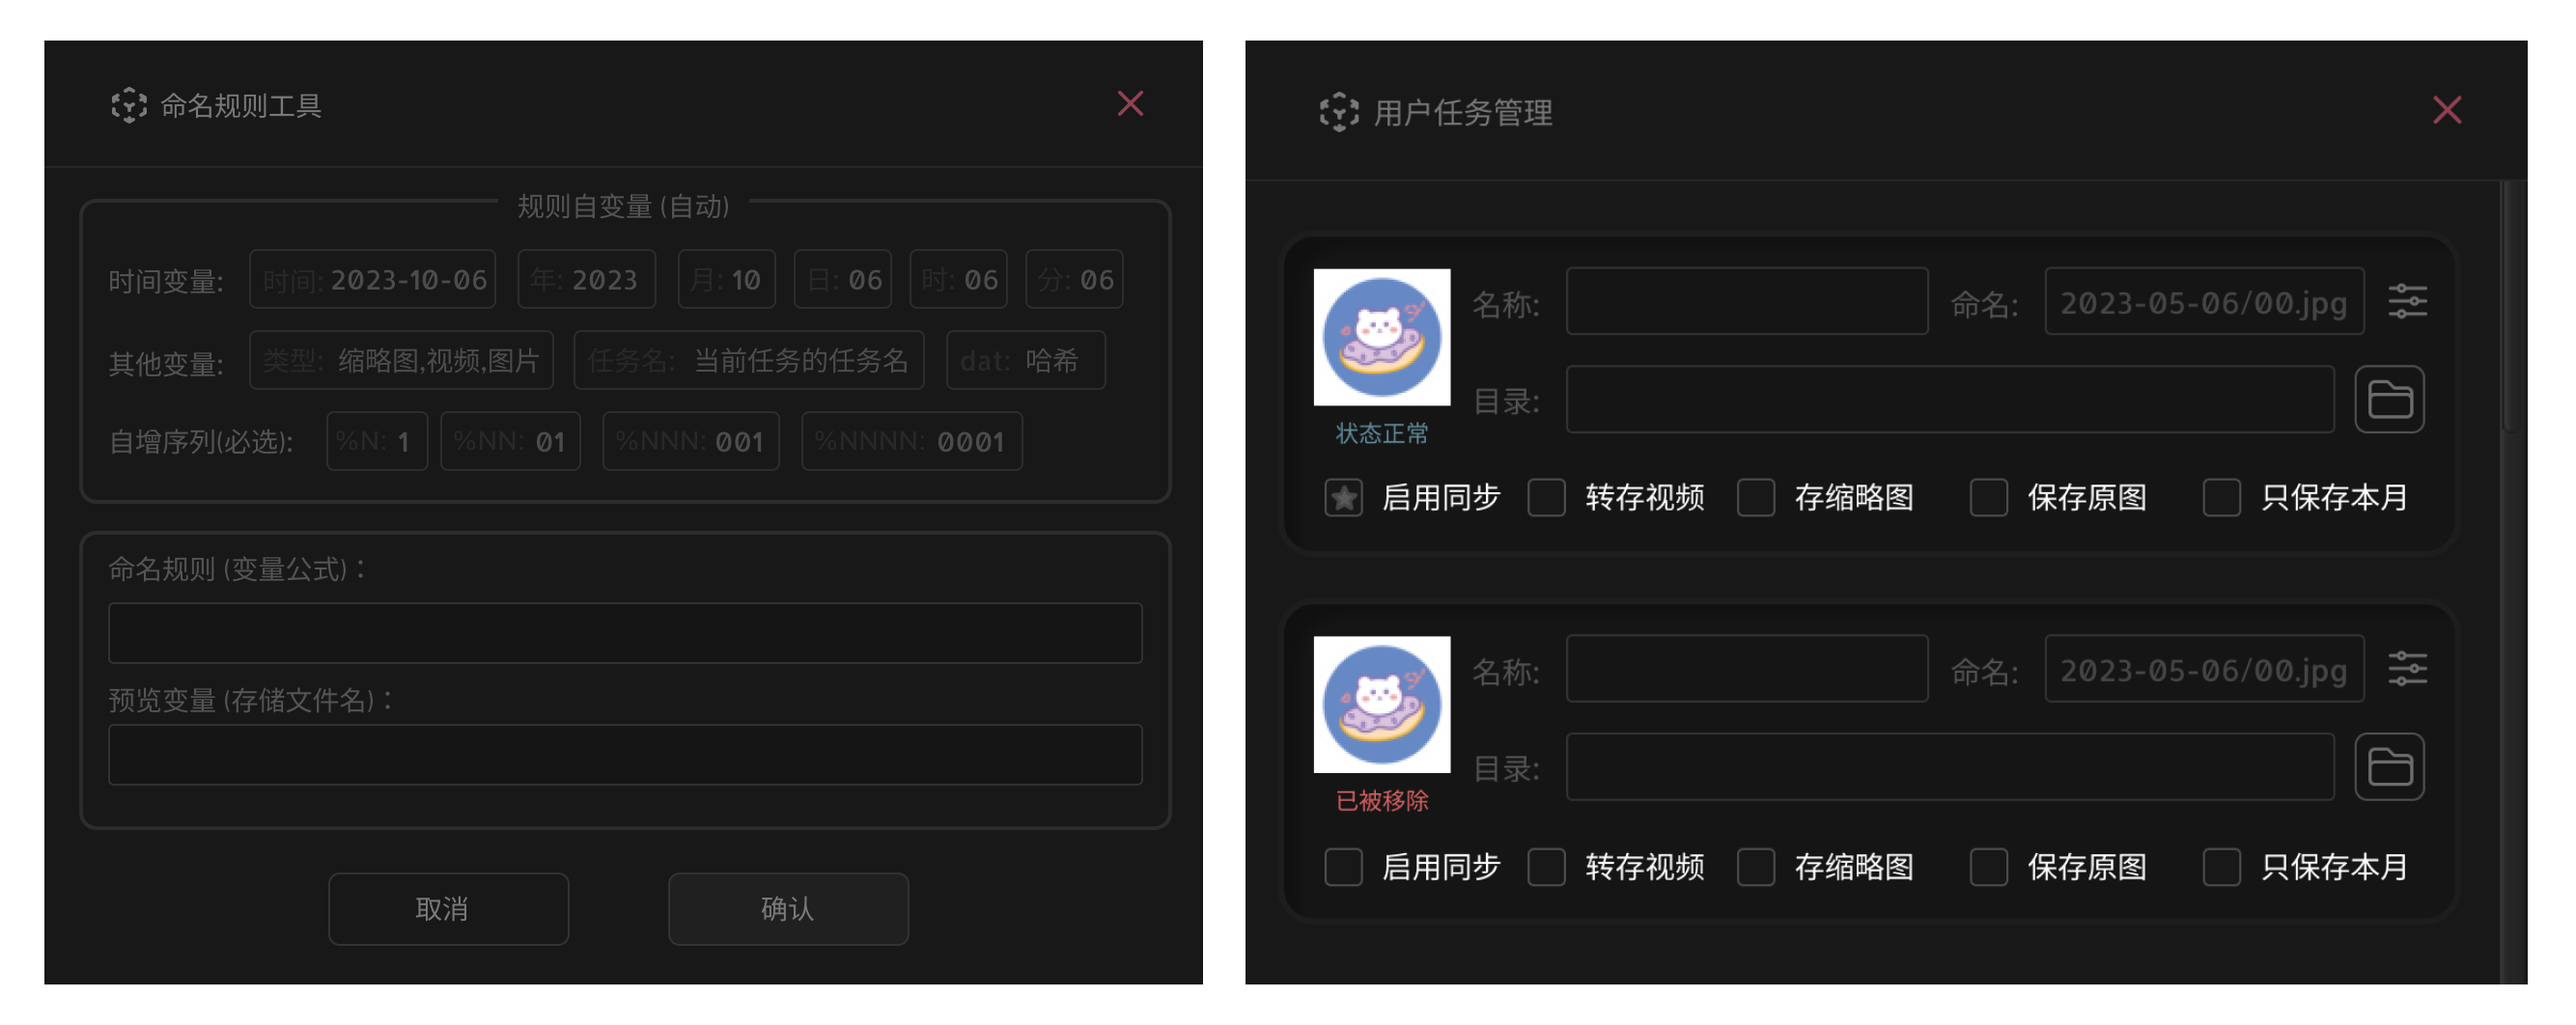 命名规则工具
规则自变量 (自动)
时间变量: 时间: 2023-10-06 年: 2023 月: 10 日: 06 时: 06 分: 06
其他变量: 类型: 缩略图,视频,图片 任务名: 当前任务的任务名 dat: 哈希
自增序列(必选): %N: 1 %NN: 01 %NNN: 001 %NNNN: 0001
命名规则 (变量公式)：
预览变量 (存储文件名)：
取消 确认
用户任务管理
名称: 命名: 2023-05-06/00.jpg
目录:
状态正常
启用同步 转存视频 存缩略图 保存原图 只保存本月
名称: 命名: 2023-05-06/00.jpg
目录:
已被移除
启用同步 转存视频 存缩略图 保存原图 只保存本月